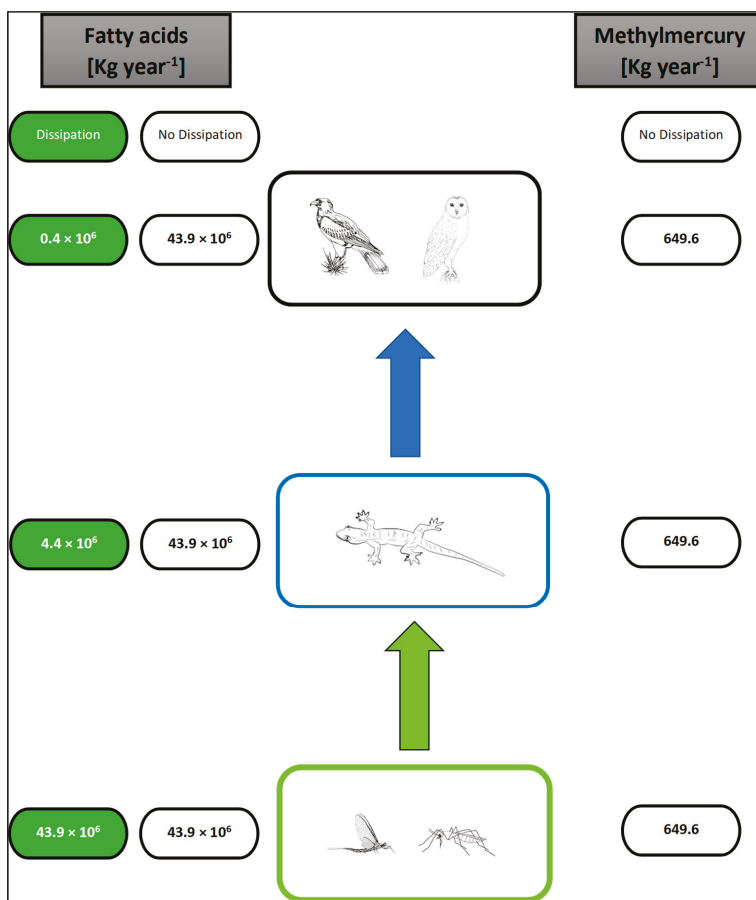 Fatty acids
[Kg year⁻¹]
Methylmercury
[Kg year⁻¹]
Dissipation
No Dissipation
No Dissipation
0.4 × 10⁶
43.9 × 10⁶
649.6
4.4 × 10⁶
43.9 × 10⁶
649.6
43.9 × 10⁶
43.9 × 10⁶
649.6